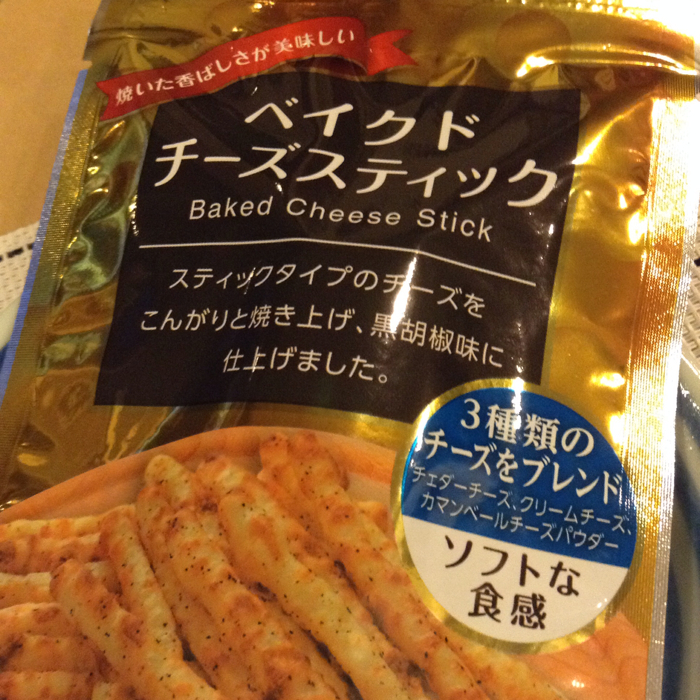 焼いた香ばしさが美味しい
ベイクド
チーズスティック
Baked Cheese Stick
スティックタイプのチーズを
こんがりと焼き上げ、黒胡椒味に
仕上げました。
3種類の
チーズをブレンド
チェダーチーズ、クリームチーズ、
カマンベールチーズパウダー
ソフトな
食感